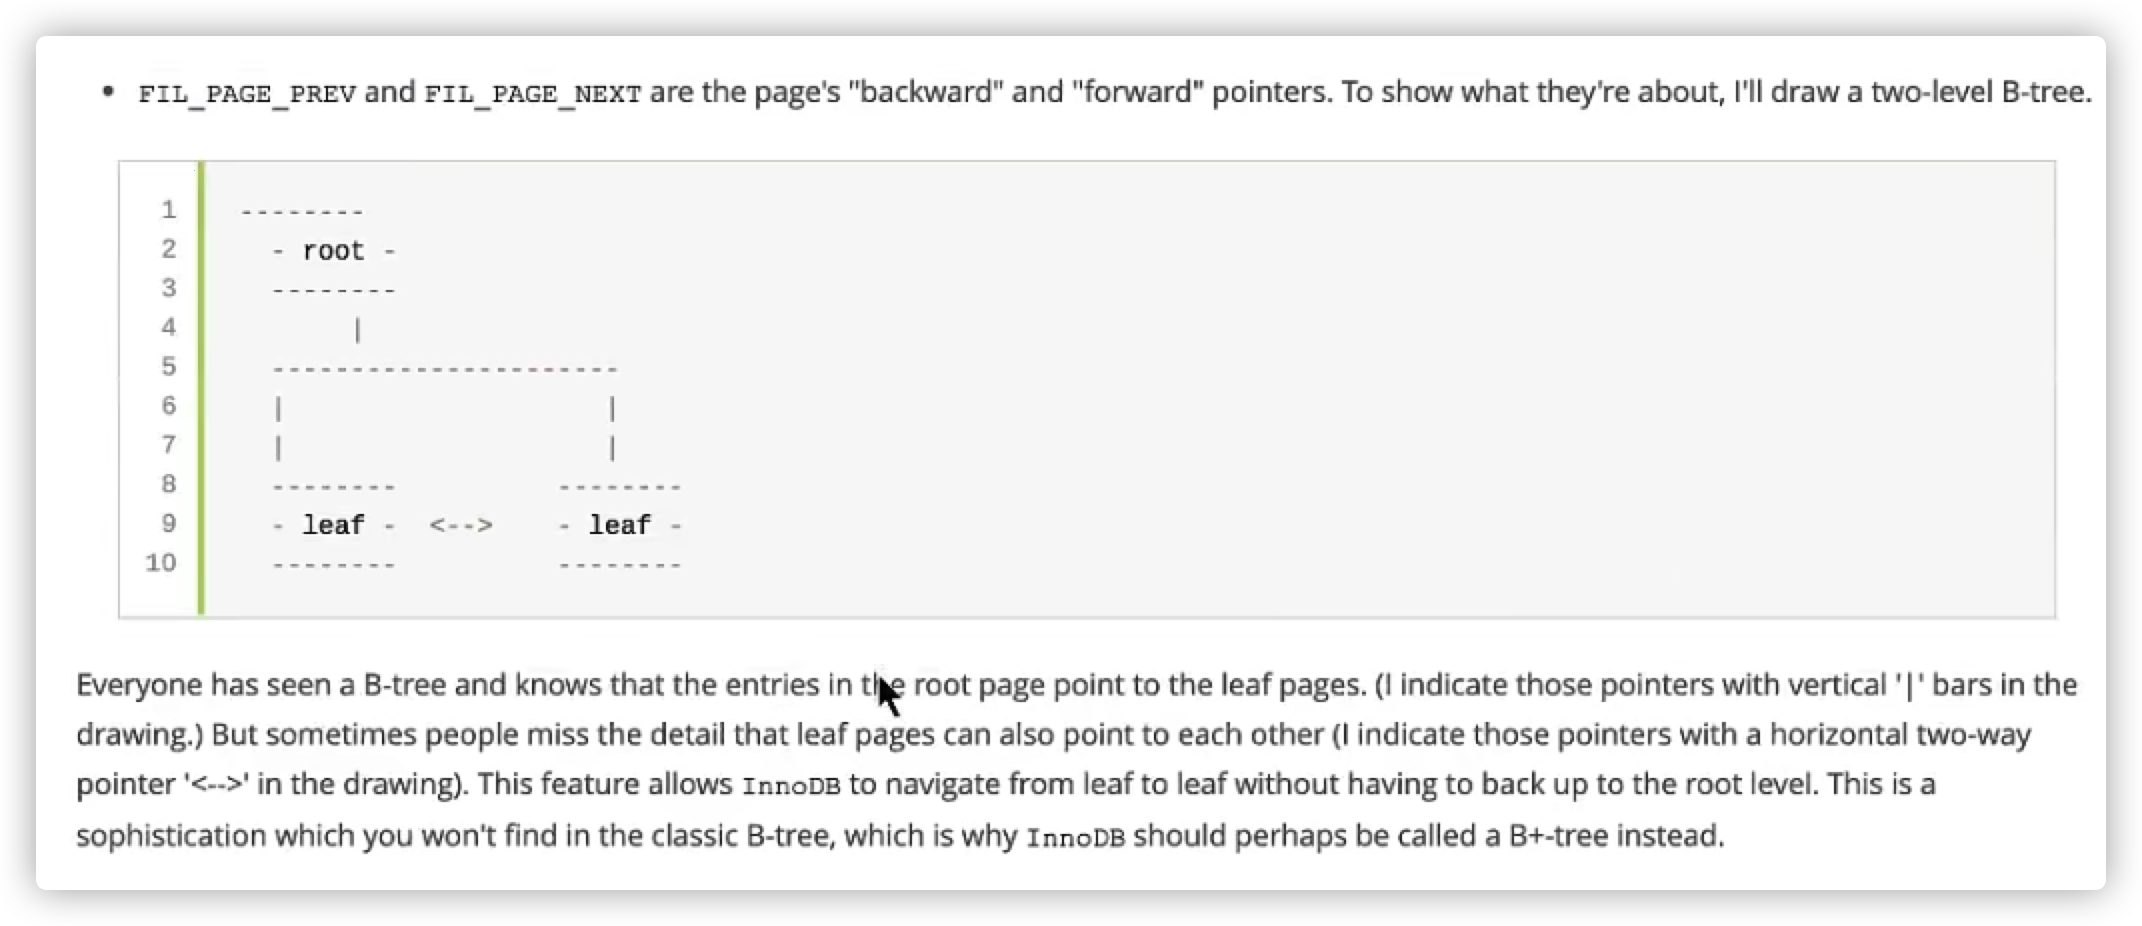 • FIL_PAGE_PREV and FIL_PAGE_NEXT are the page's "backward" and "forward" pointers. To show what they're about, I'll draw a two-level B-tree.
1 --------
2   - root -
3   --------
4        |
5   ----------------------
6   |                     |
7   |                     |
8   --------          --------
9   - leaf -  <-->    - leaf -
10   --------          --------
Everyone has seen a B-tree and knows that the entries in the root page point to the leaf pages. (I indicate those pointers with vertical '|' bars in the
drawing.) But sometimes people miss the detail that leaf pages can also point to each other (I indicate those pointers with a horizontal two-way
pointer '<-->' in the drawing). This feature allows InnoDB to navigate from leaf to leaf without having to back up to the root level. This is a
sophistication which you won't find in the classic B-tree, which is why InnoDB should perhaps be called a B+-tree instead.